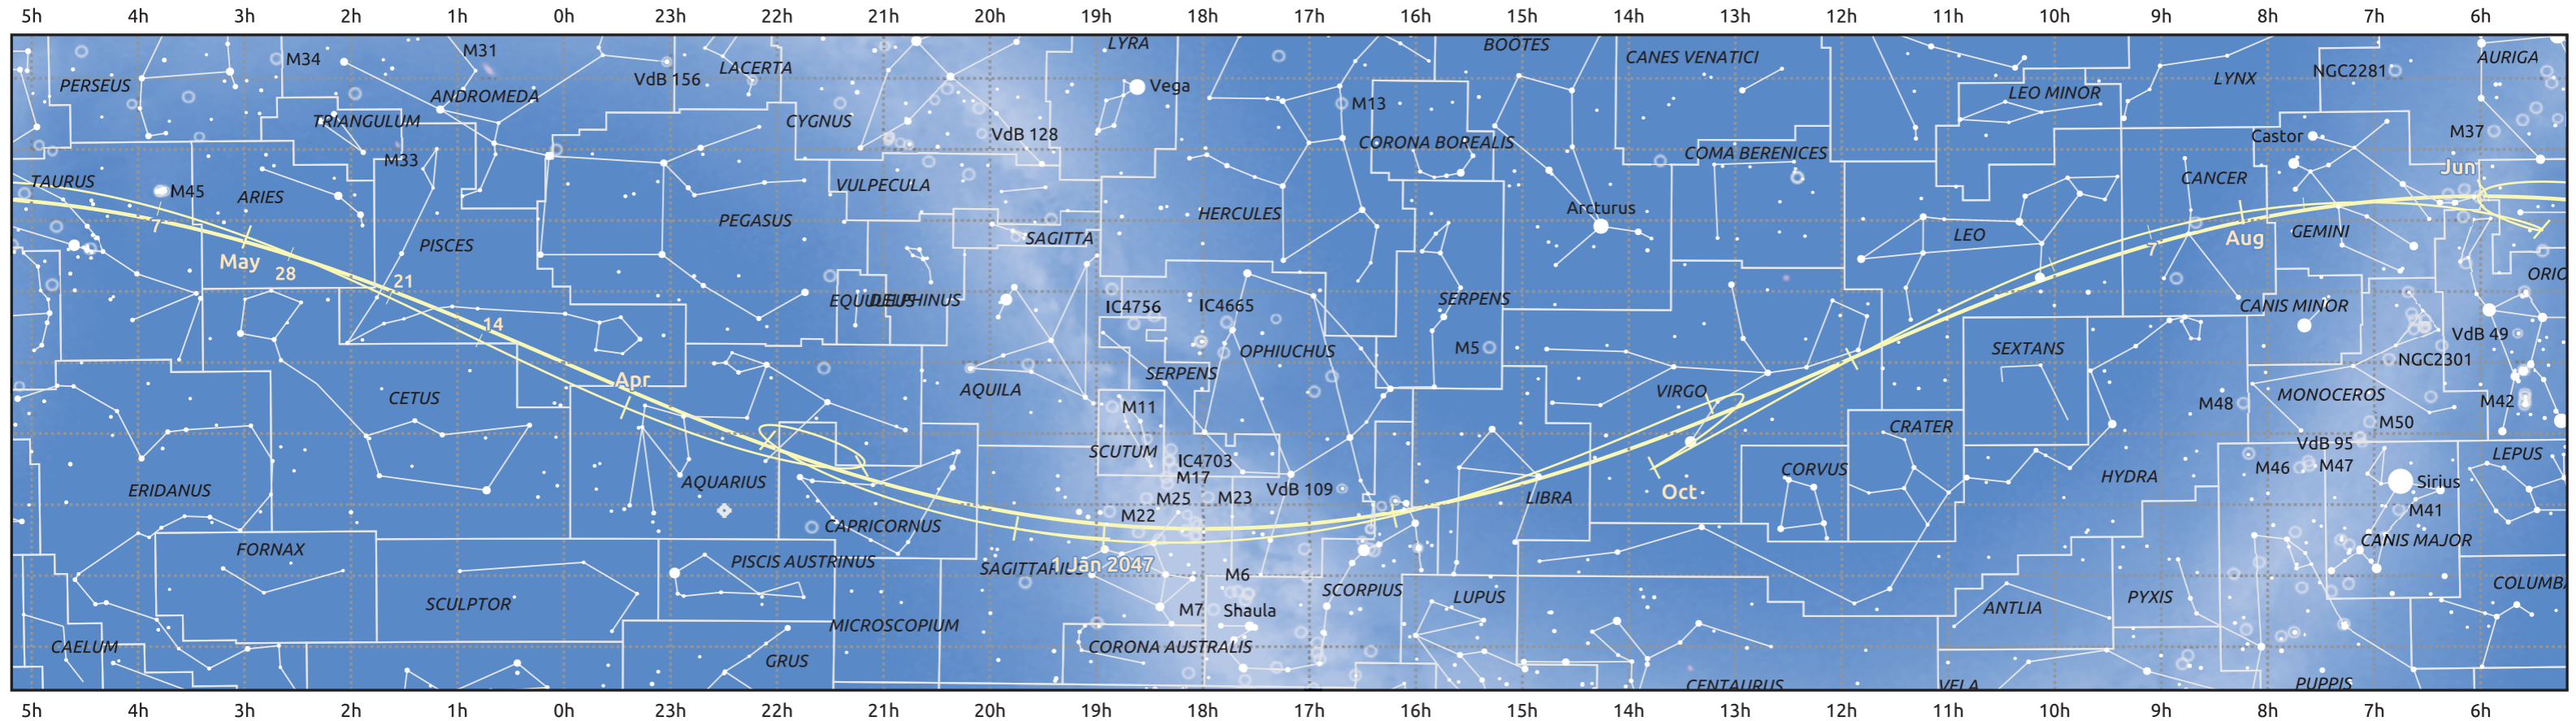 5h 4h 3h 2h 1h 0h 23h 22h 21h 20h 19h 18h 17h 16h 15h 14h 13h 12h 11h 10h 9h 8h 7h 6h
LYRA BOOTES
M34 M31 CANES VENATICI AURIGA
PERSEUS VdB 156 LACERTA Vega LYNX NGC2281
ANDROMEDA M13 LEO MINOR
TRIANGULUM CYGNUS VdB 128 CORONA BOREALIS Castor M37
M33 COMA BERENICES Jun
TAURUS M45 ARIES VULPECULA CANCER
7 PEGASUS HERCULES Arcturus
PISCES SAGITTA LEO 7 Aug GEMINI
May 28 21 ORIO
EQUULEUS DELPHINUS IC4756 IC4665 SERPENS CANIS MINOR
14 OPHIUCHUS M5 SEXTANS VdB 49
Apr SERPENS NGC2301
CETUS AQUILA VIRGO MONOCEROS
M11 M48 M42
CRATER M50
SCUTUM IC4703 VdB 95 LEPUS
AQUARIUS M17 CORVUS HYDRA M46 M47
ERIDANUS M25 M23 VdB 109 LIBRA Oct Sirius
CAPRICORNUS M22 M41
FORNAX CANIS MAJOR
PISCIS AUSTRINUS SAGITTARIUS 1 Jan 2047
M6 COLUMBA
SCULPTOR M7 Shaula SCORPIUS LUPUS ANTLIA PYXIS
MICROSCOPIUM
CAELUM CORONA AUSTRALIS
GRUS
CENTAURUS VELA PUPPIS
5h 4h 3h 2h 1h 0h 23h 22h 21h 20h 19h 18h 17h 16h 15h 14h 13h 12h 11h 10h 9h 8h 7h 6h